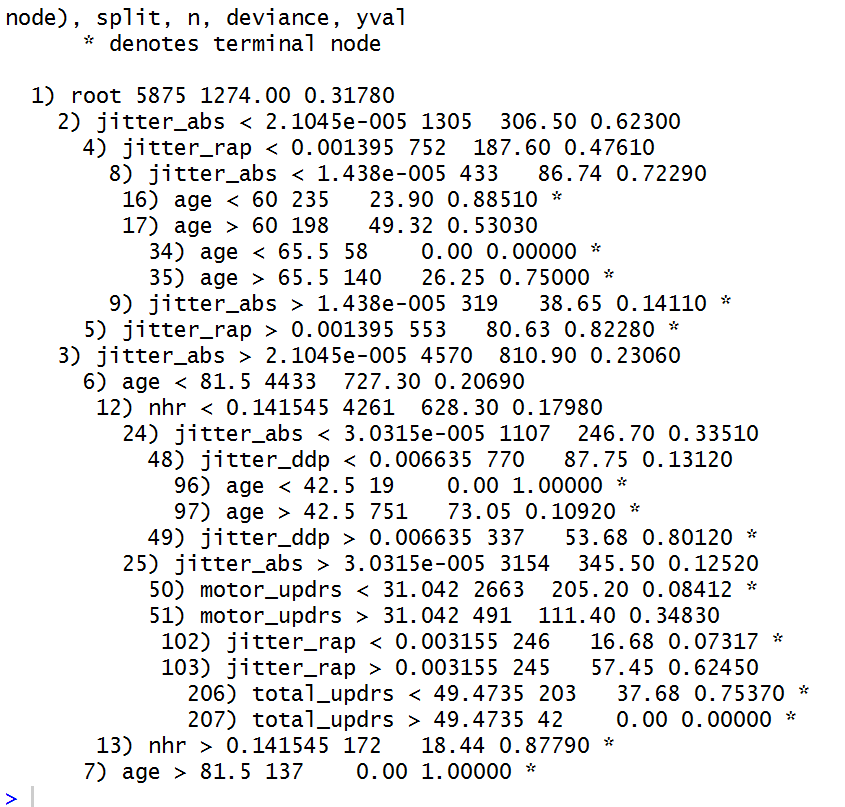 node), split, n, deviance, yval
      * denotes terminal node

  1) root 5875 1274.00 0.31780
    2) jitter_abs < 2.1045e-005 1305  306.50 0.62300
      4) jitter_rap < 0.001395 752  187.60 0.47610
        8) jitter_abs < 1.438e-005 433   86.74 0.72290
         16) age < 60 235   23.90 0.88510 *
         17) age > 60 198   49.32 0.53030
           34) age < 65.5 58    0.00 0.00000 *
           35) age > 65.5 140   26.25 0.75000 *
        9) jitter_abs > 1.438e-005 319   38.65 0.14110 *
      5) jitter_rap > 0.001395 553   80.63 0.82280 *
    3) jitter_abs > 2.1045e-005 4570  810.90 0.23060
      6) age < 81.5 4433  727.30 0.20690
       12) nhr < 0.141545 4261  628.30 0.17980
         24) jitter_abs < 3.0315e-005 1107  246.70 0.33510
           48) jitter_ddp < 0.006635 770   87.75 0.13120
             96) age < 42.5 19    0.00 1.00000 *
             97) age > 42.5 751   73.05 0.10920 *
           49) jitter_ddp > 0.006635 337   53.68 0.80120 *
         25) jitter_abs > 3.0315e-005 3154  345.50 0.12520
           50) motor_updrs < 31.042 2663  205.20 0.08412 *
           51) motor_updrs > 31.042 491  111.40 0.34830
            102) jitter_rap < 0.003155 246   16.68 0.07317 *
            103) jitter_rap > 0.003155 245   57.45 0.62450
              206) total_updrs < 49.4735 203   37.68 0.75370 *
              207) total_updrs > 49.4735 42    0.00 0.00000 *
       13) nhr > 0.141545 172   18.44 0.87790 *
      7) age > 81.5 137    0.00 1.00000 *
>